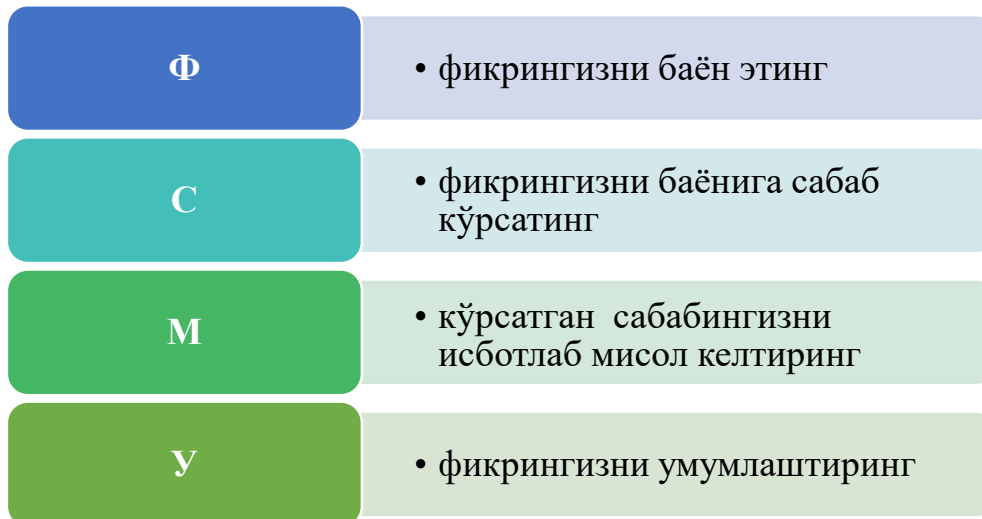 Ф
• фикрингизни баён этинг
С
• фикрингизни баёнига сабаб
кўрсатинг
М
• кўрсатган сабабингизни
исботлаб мисол келтиринг
У
• фикрингизни умумлаштиринг